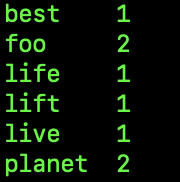 best    1
foo     2
life    1
lift    1
live    1
planet  2